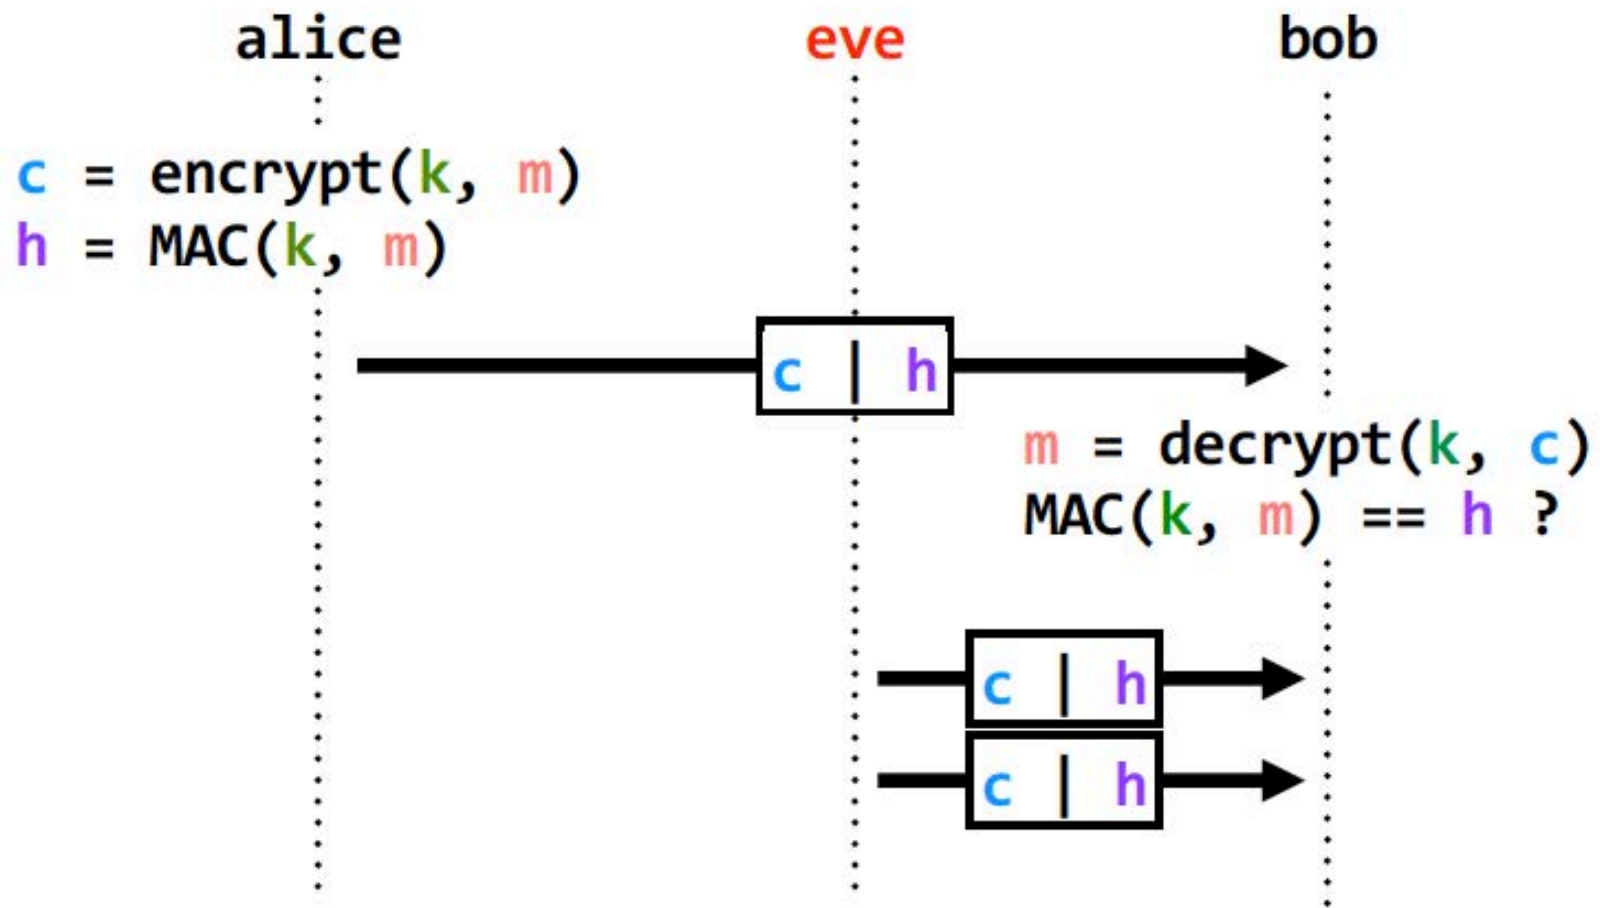 alice eve bob
c = encrypt(k, m)
h = MAC(k, m)
c | h
m = decrypt(k, c)
MAC(k, m) == h ?
c | h
c | h